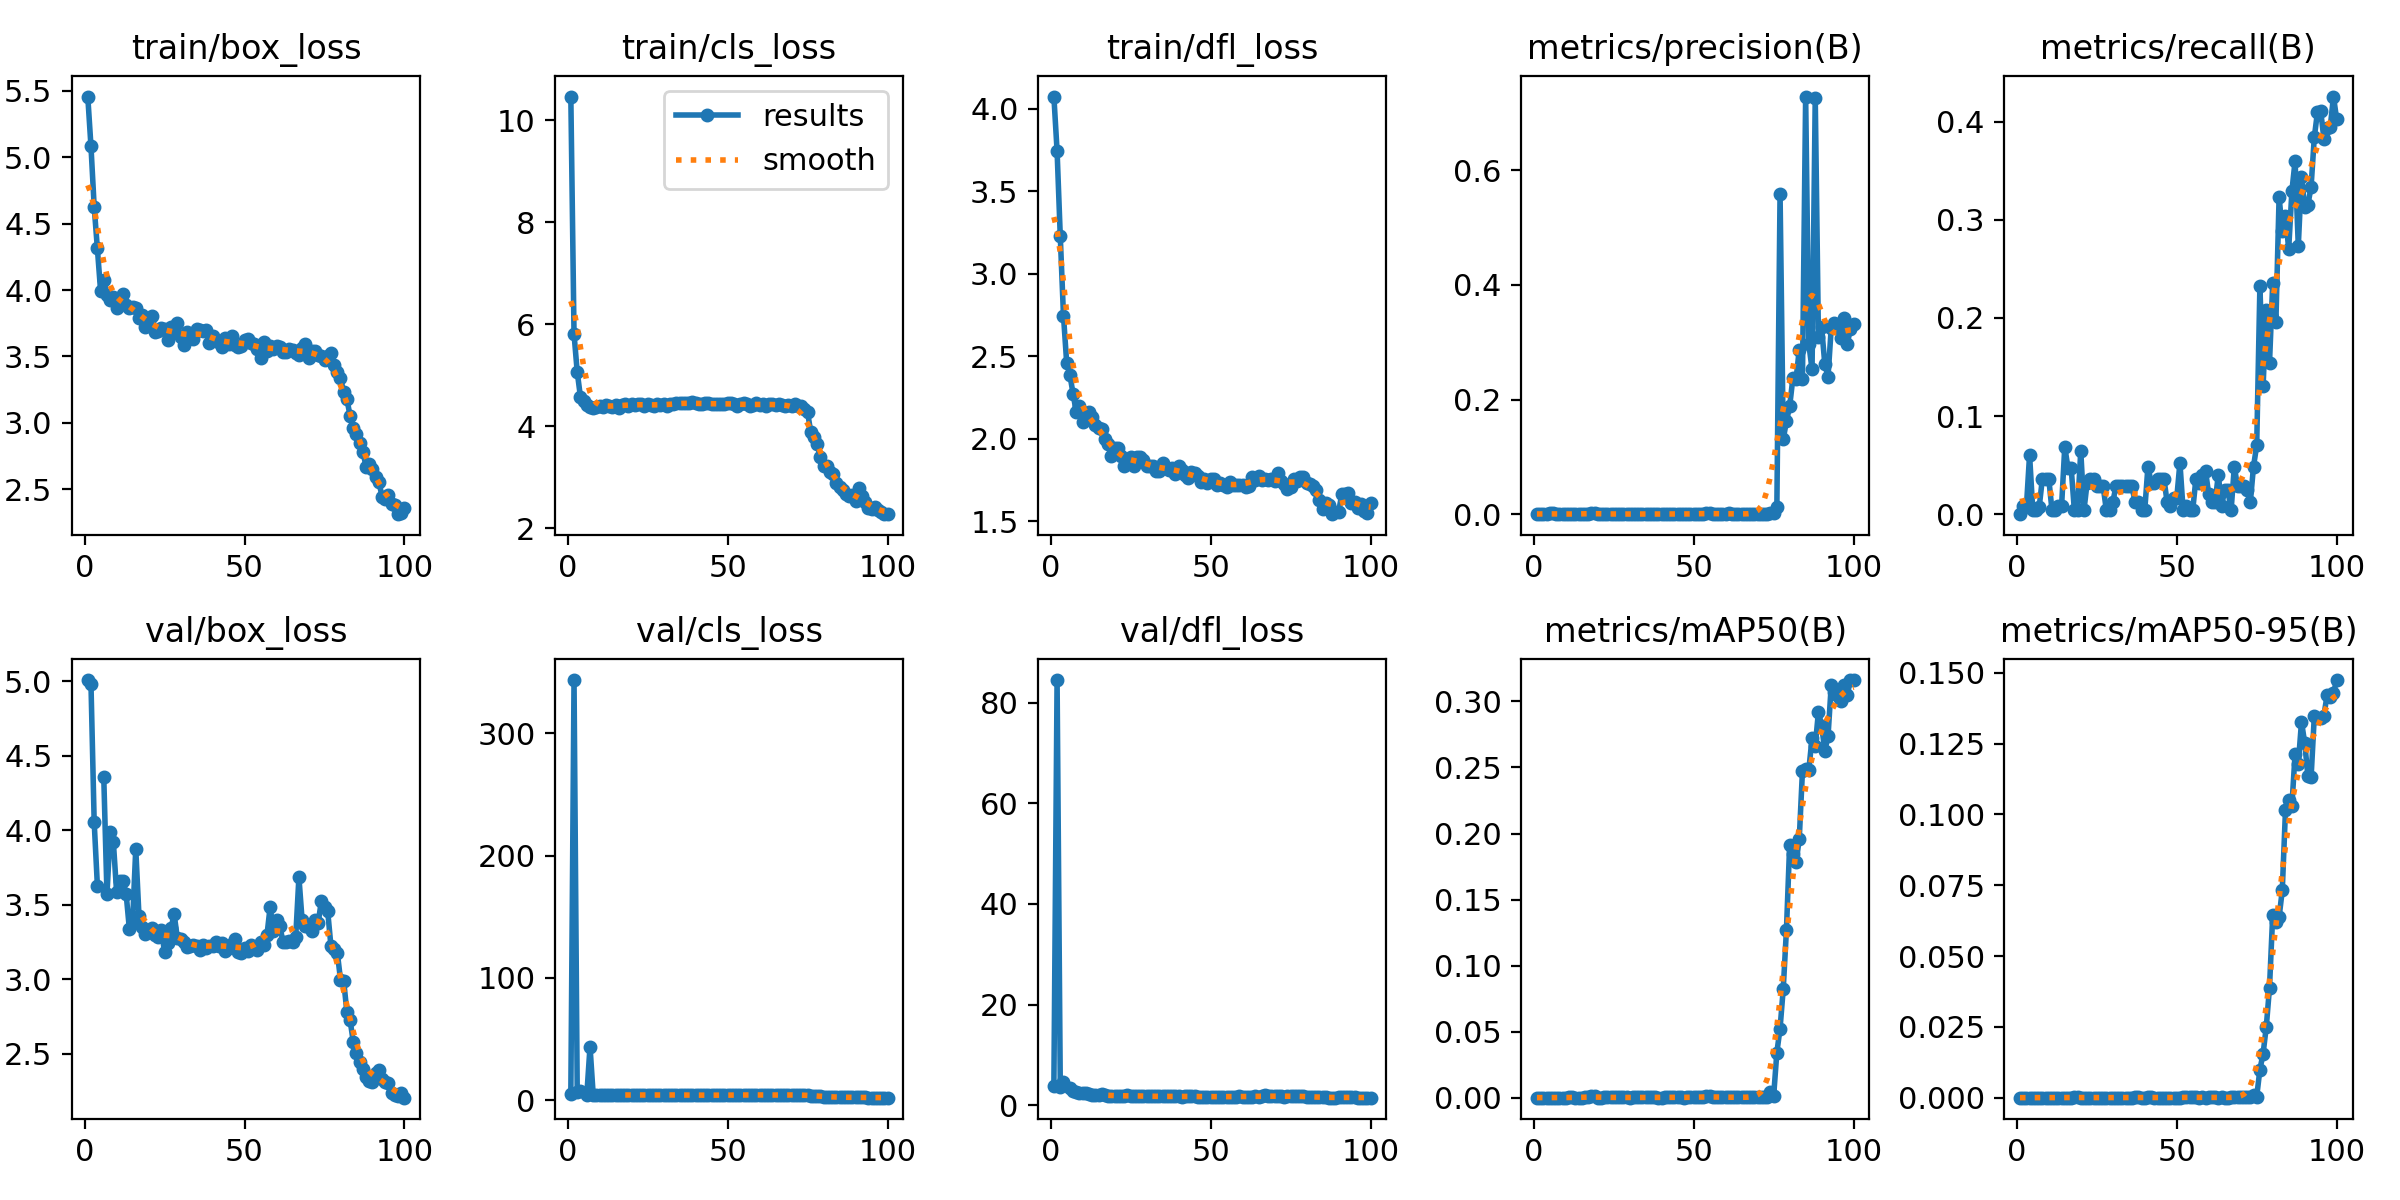 train/box_loss
5.5
5.0
4.5
4.0
3.5
3.0
2.5
0 50 100
train/cls_loss
results
smooth
10
8
6
4
2
0 50 100
train/dfl_loss
4.0
3.5
3.0
2.5
2.0
1.5
0 50 100
metrics/precision(B)
0.6
0.4
0.2
0.0
0 50 100
metrics/recall(B)
0.4
0.3
0.2
0.1
0.0
0 50 100
val/box_loss
5.0
4.5
4.0
3.5
3.0
2.5
0 50 100
val/cls_loss
300
200
100
0
0 50 100
val/dfl_loss
80
60
40
20
0
0 50 100
metrics/mAP50(B)
0.30
0.25
0.20
0.15
0.10
0.05
0.00
0 50 100
metrics/mAP50-95(B)
0.150
0.125
0.100
0.075
0.050
0.025
0.000
0 50 100